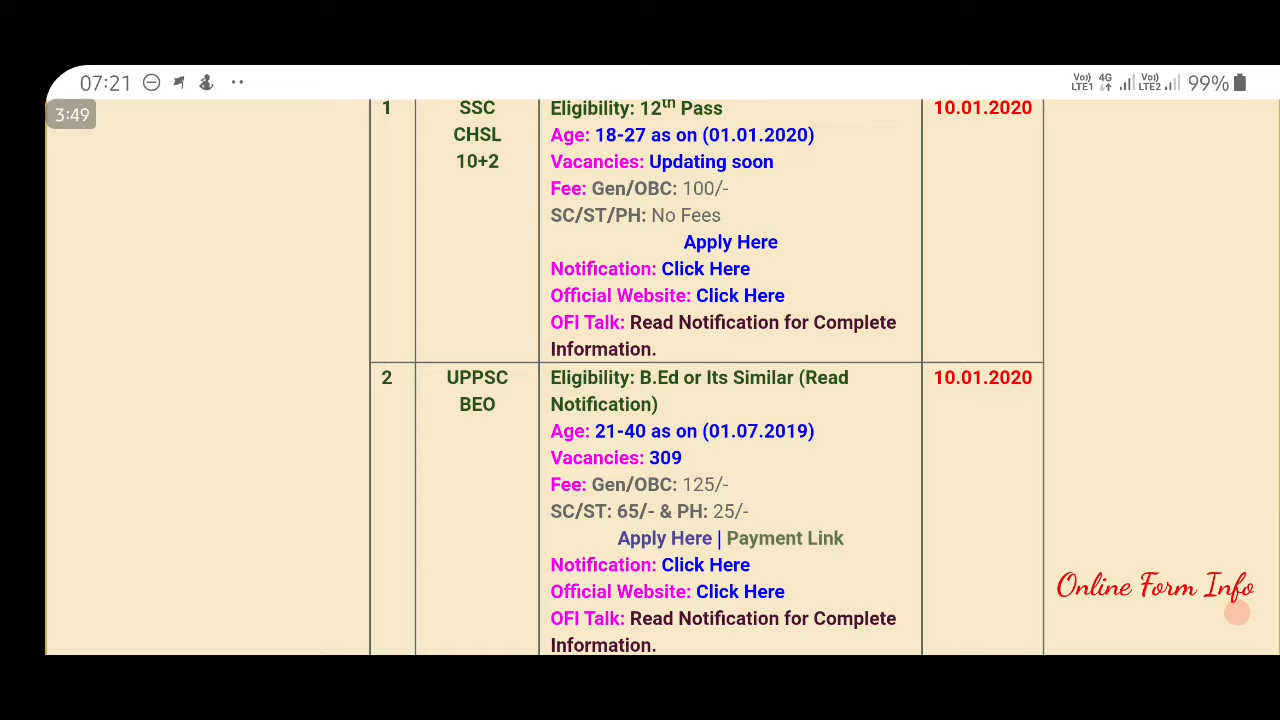 07:21
Vo) LTE1 4G Vo) LTE2 99%
3:49
1 SSC Eligibility: 12th Pass 10.01.2020
CHSL Age: 18-27 as on (01.01.2020)
10+2 Vacancies: Updating soon
Fee: Gen/OBC: 100/-
SC/ST/PH: No Fees
Apply Here
Notification: Click Here
Official Website: Click Here
OFI Talk: Read Notification for Complete
Information.
2 UPPSC Eligibility: B.Ed or Its Similar (Read 10.01.2020
BEO Notification)
Age: 21-40 as on (01.07.2019)
Vacancies: 309
Fee: Gen/OBC: 125/-
SC/ST: 65/- & PH: 25/-
Apply Here | Payment Link
Notification: Click Here
Official Website: Click Here
OFI Talk: Read Notification for Complete
Information.
Online Form Info